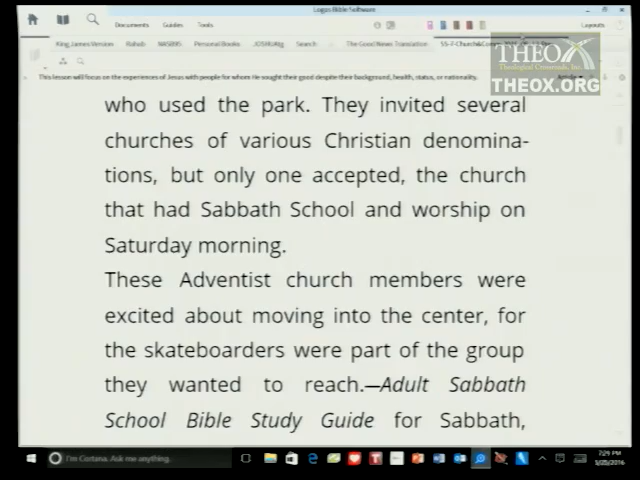 Logos Bible Software
Documents Guides Tools Layouts
King James Version Rahab NASB95 Personal Books JOSHUAtg Search The Good News Translation
THEOX
Theological Crossroads, Inc.
THEOX.ORG
This lesson will focus on the experiences of Jesus with people for whom He sought their good despite their background, health, status, or nationality.
who used the park. They invited several
churches of various Christian denomina-
tions, but only one accepted, the church
that had Sabbath School and worship on
Saturday morning.
These Adventist church members were
excited about moving into the center, for
the skateboarders were part of the group
they wanted to reach.—Adult Sabbath
School Bible Study Guide for Sabbath,
I'm Cortana. Ask me anything.
7:29 PM